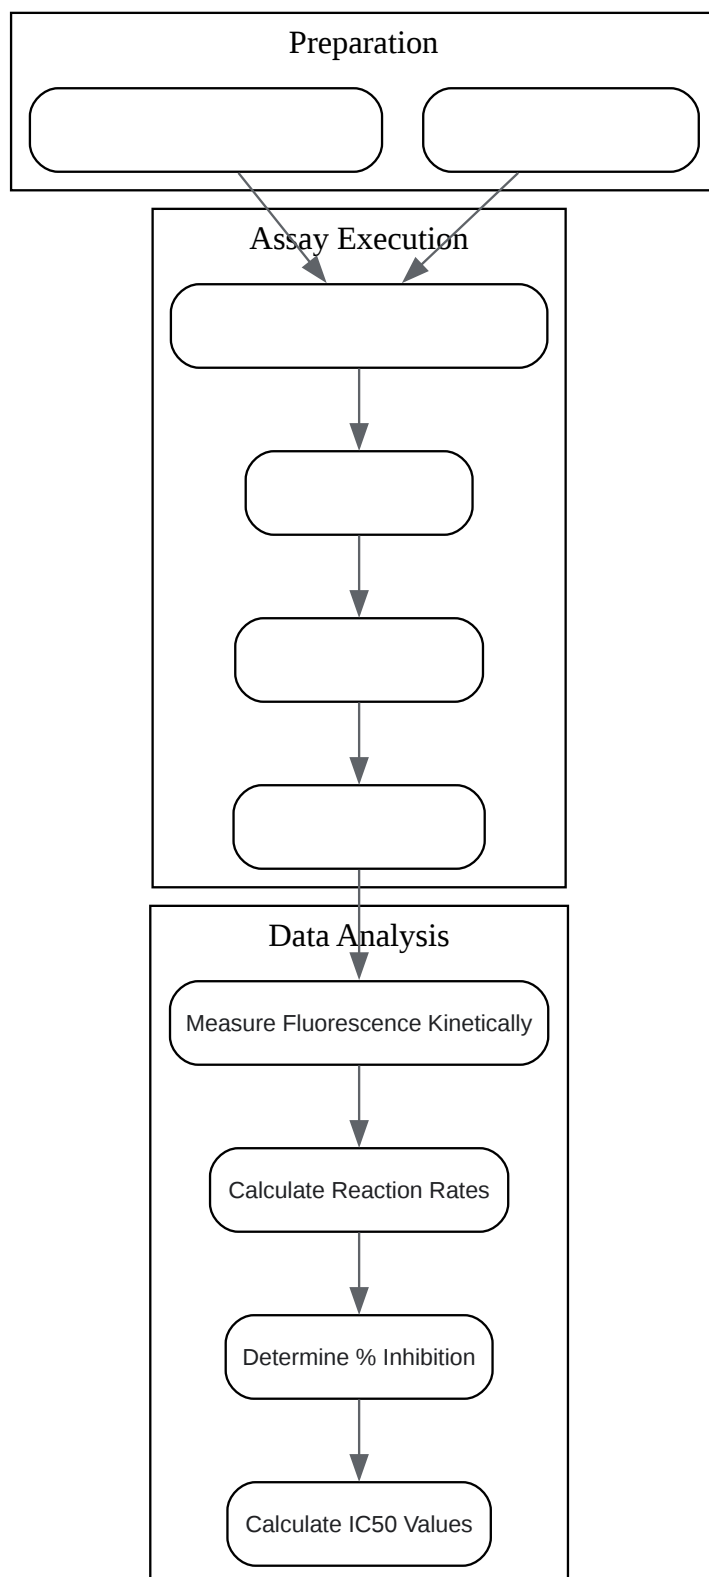 Preparation
Assay Execution
Data Analysis
Measure Fluorescence Kinetically
Calculate Reaction Rates
Determine % Inhibition
Calculate IC50 Values